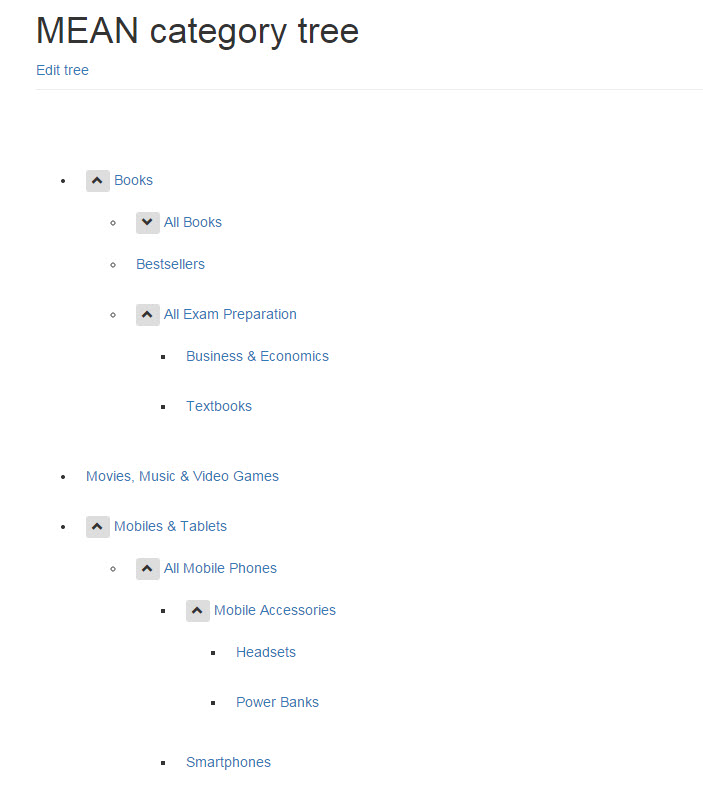 MEAN category tree
Edit tree
Books
All Books
Bestsellers
All Exam Preparation
Business & Economics
Textbooks
Movies, Music & Video Games
Mobiles & Tablets
All Mobile Phones
Mobile Accessories
Headsets
Power Banks
Smartphones